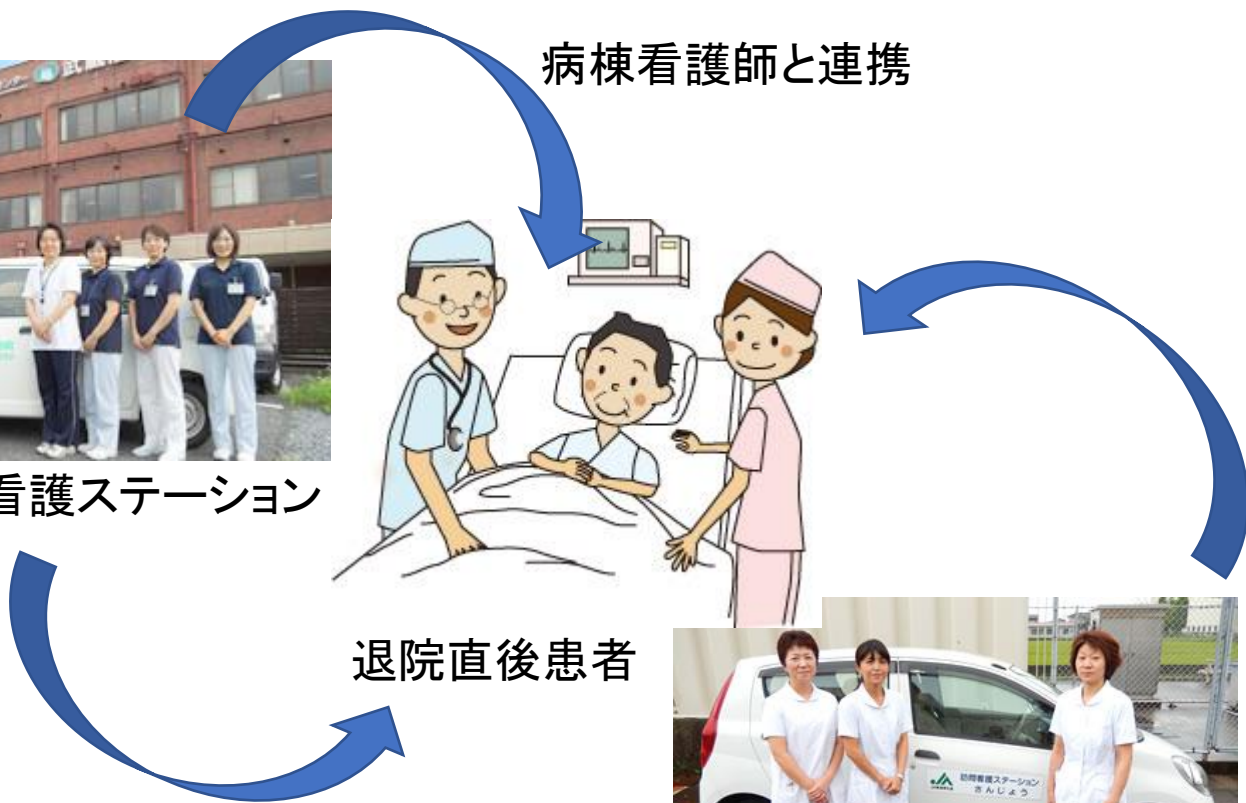 病棟看護師と連携
看護ステーション
退院直後患者
JA
訪問看護ステーション
さんじょう